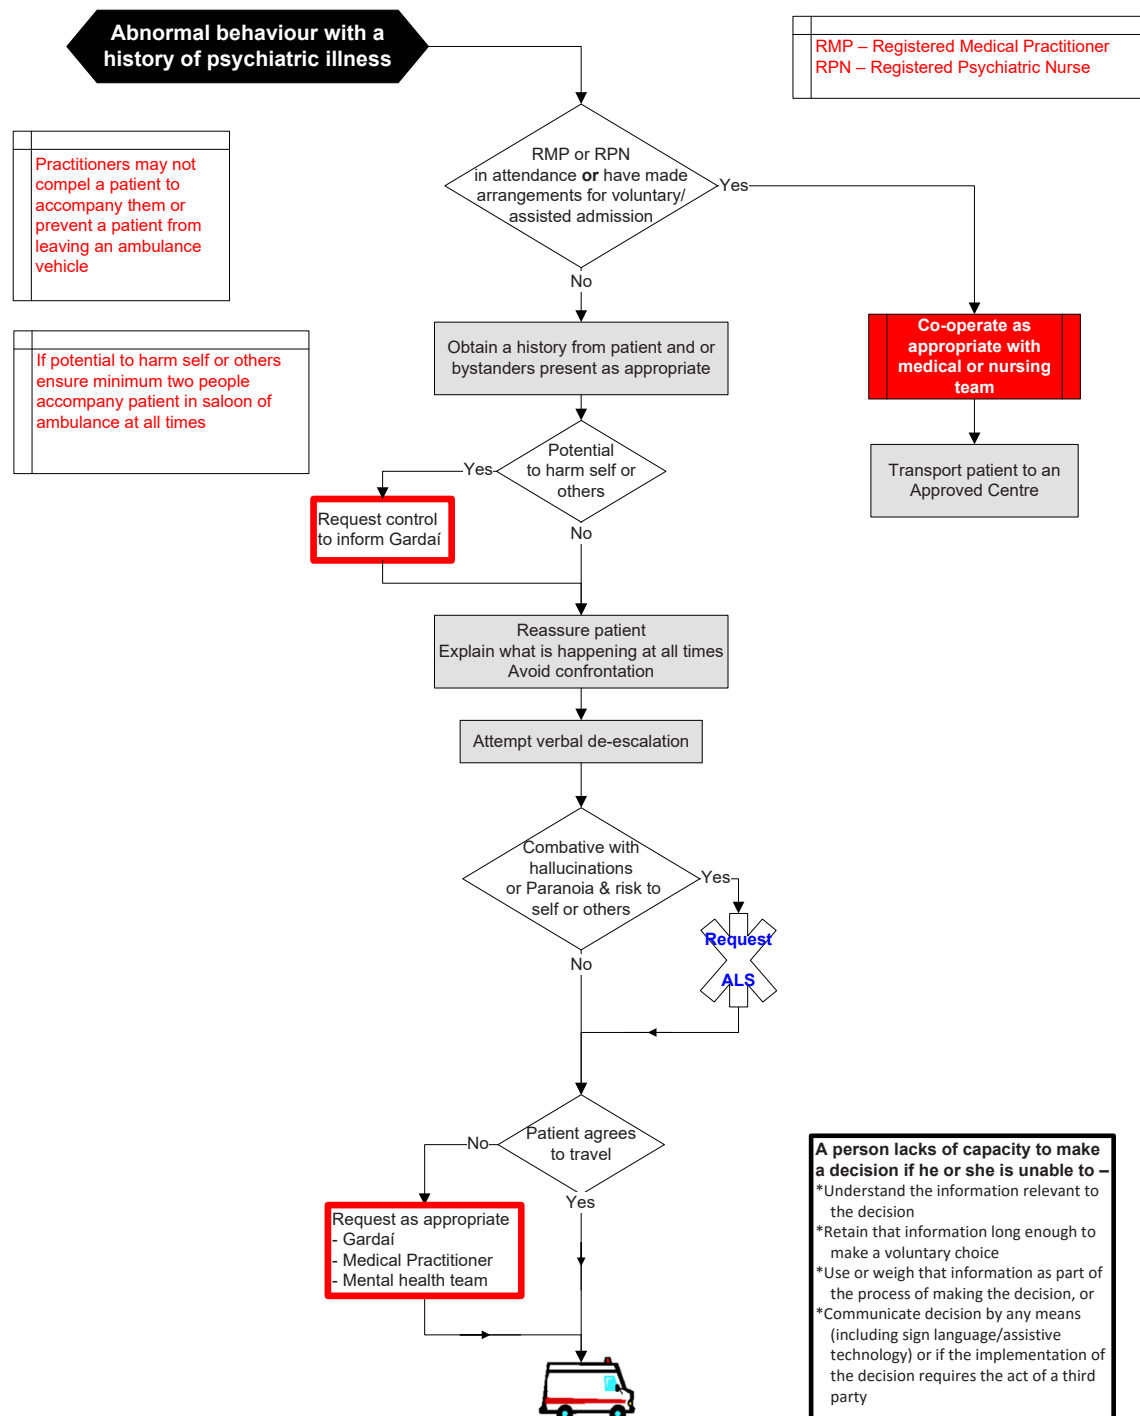 Abnormal behaviour with a
history of psychiatric illness
RMP – Registered Medical Practitioner
RPN – Registered Psychiatric Nurse
Practitioners may not
compel a patient to
accompany them or
prevent a patient from
leaving an ambulance
vehicle
RMP or RPN
in attendance or have made
arrangements for voluntary/
assisted admission
Yes
No
If potential to harm self or others
ensure minimum two people
accompany patient in saloon of
ambulance at all times
Obtain a history from patient and or
bystanders present as appropriate
Co-operate as
appropriate with
medical or nursing
team
Transport patient to an
Approved Centre
Potential
to harm self or
others
Yes
Request control
to inform Gardaí
No
Reassure patient
Explain what is happening at all times
Avoid confrontation
Attempt verbal de-escalation
Combative with
hallucinations
or Paranoia & risk to
self or others
Yes
Request
ALS
No
Patient agrees
to travel
No
Yes
Request as appropriate
- Gardaí
- Medical Practitioner
- Mental health team
A person lacks of capacity to make
a decision if he or she is unable to –
*Understand the information relevant to
the decision
*Retain that information long enough to
make a voluntary choice
*Use or weigh that information as part of
the process of making the decision, or
*Communicate decision by any means
(including sign language/assistive
technology) or if the implementation of
the decision requires the act of a third
party